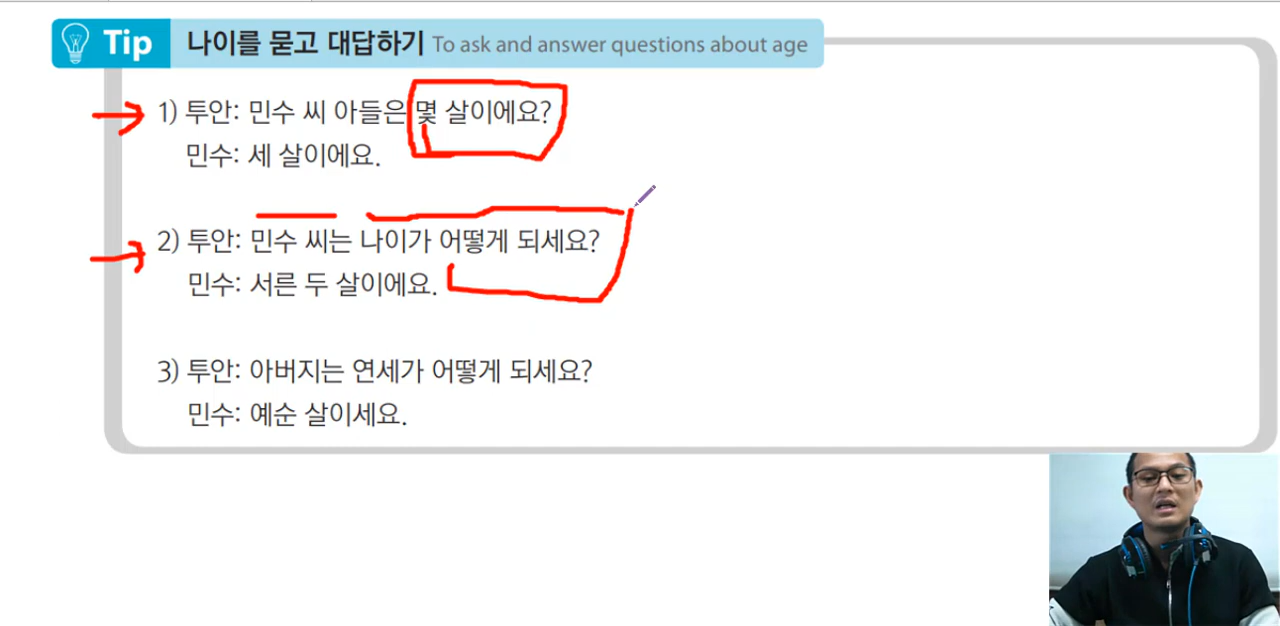 Tip 나이를 묻고 대답하기 To ask and answer questions about age
1) 투안: 민수 씨 아들은 몇 살이에요?
민수: 세 살이에요.
2) 투안: 민수 씨는 나이가 어떻게 되세요?
민수: 서른 두 살이에요.
3) 투안: 아버지는 연세가 어떻게 되세요?
민수: 예순 살이세요.